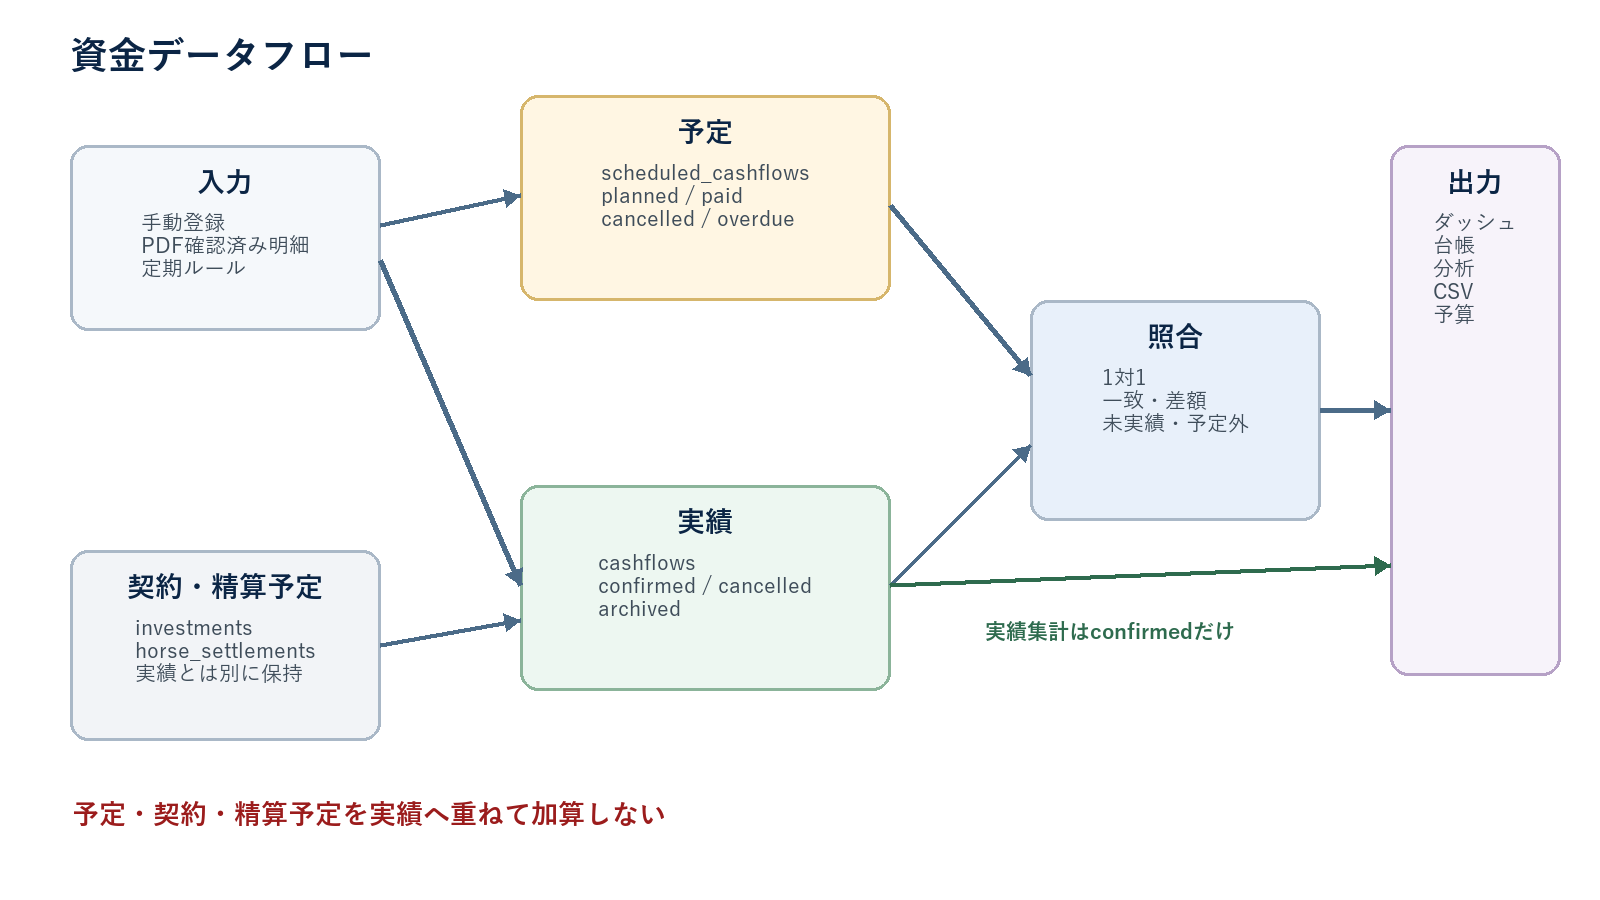 資金データフロー
入力
手動登録
PDF確認済み明細
定期ルール
予定
scheduled_cashflows
planned / paid
cancelled / overdue
契約・精算予定
investments
horse_settlements
実績とは別に保持
実績
cashflows
confirmed / cancelled
archived
照合
1対1
一致・差額
未実績・予定外
実績集計はconfirmedだけ
出力
ダッシュ
台帳
分析
CSV
予算
予定・契約・精算予定を実績へ重ねて加算しない